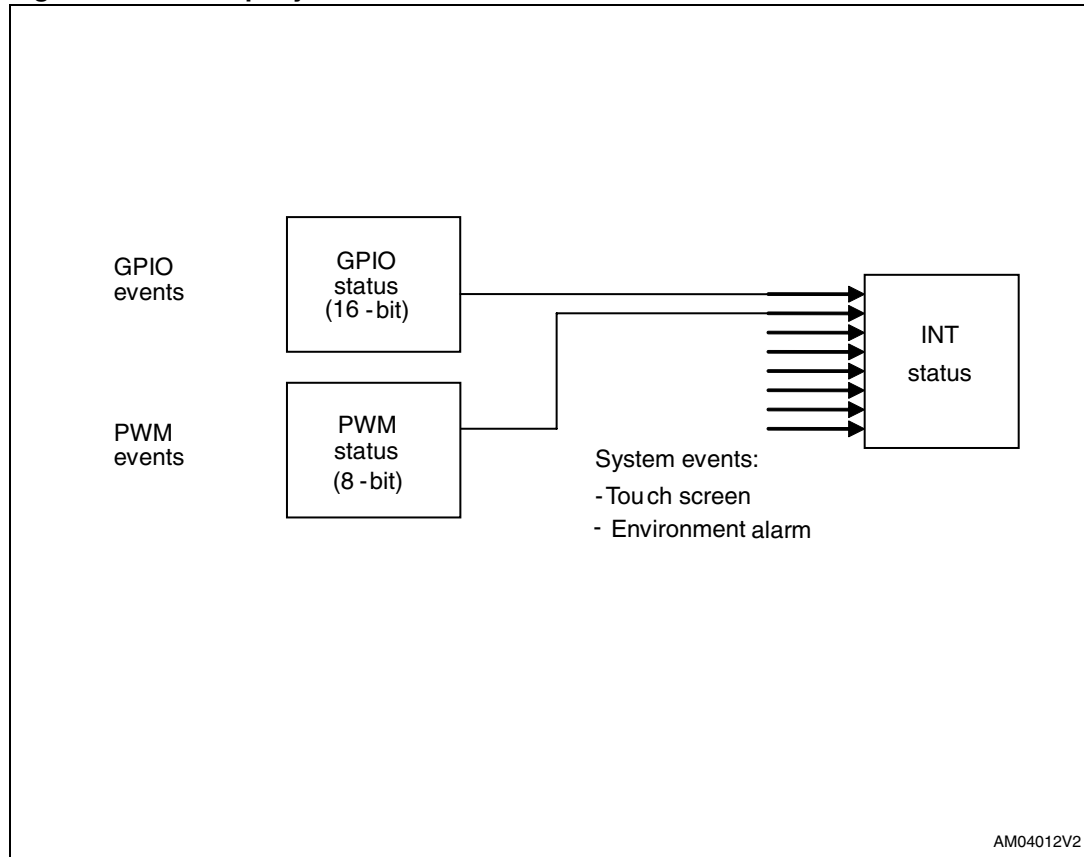 GPIO
events
GPIO
status
(16 -bit)
PWM
events
PWM
status
(8 -bit)
INT
status
System events:
- Touch screen
- Environment alarm
AM04012V2